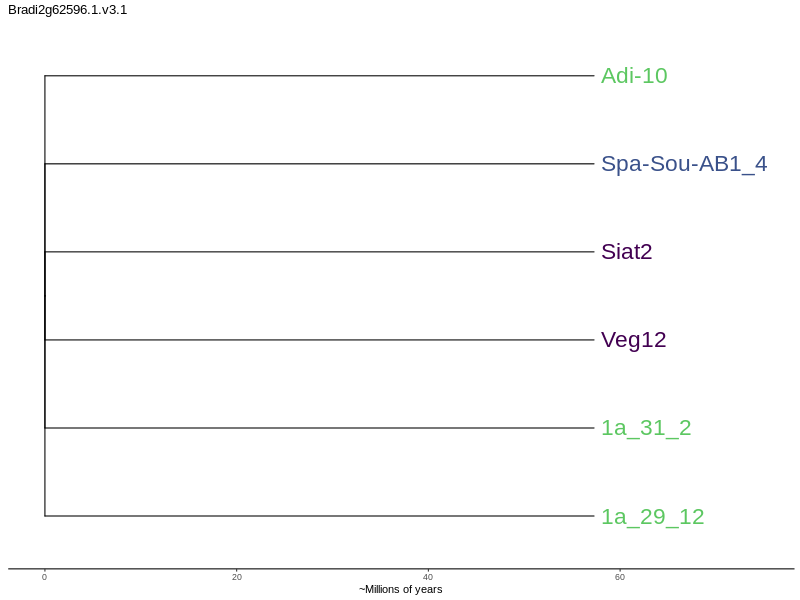 Bradi2g62596.1.v3.1
Adi-10
Spa-Sou-AB1_4
Siat2
Veg12
1a_31_2
1a_29_12
0 20 40 60
~Millions of years